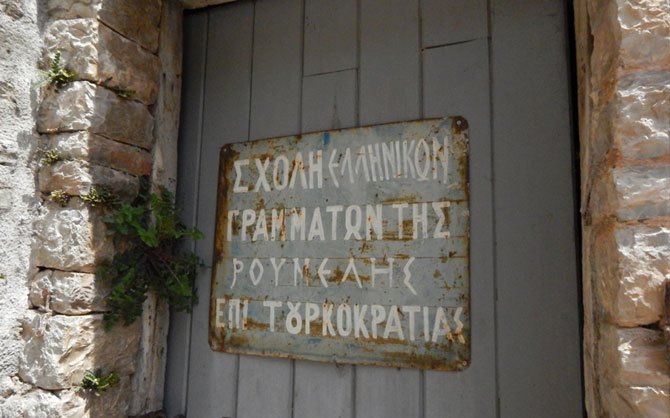 ΣΧΟΛΗ ΕΛΛΗΝΙΚΩΝ
ΓΡΑΜΜΑΤΩΝ ΤΗΣ
ΡΟΥΜΕΛΗΣ
ΕΠΙ ΤΟΥΡΚΟΚΡΑΤΙΑΣ